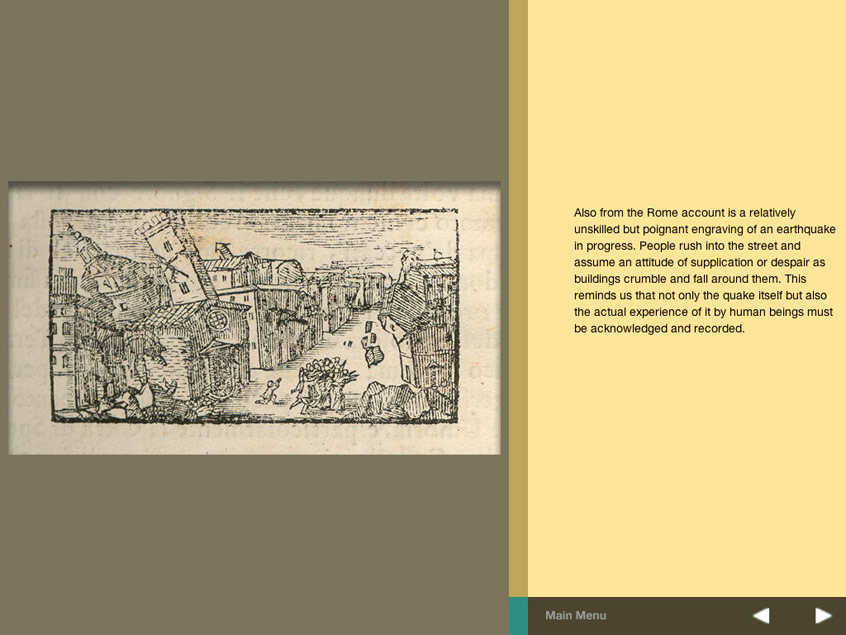 Also from the Rome account is a relatively
unskilled but poignant engraving of an earthquake
in progress. People rush into the street and
assume an attitude of supplication or despair as
buildings crumble and fall around them. This
reminds us that not only the quake itself but also
the actual experience of it by human beings must
be acknowledged and recorded.
Main Menu